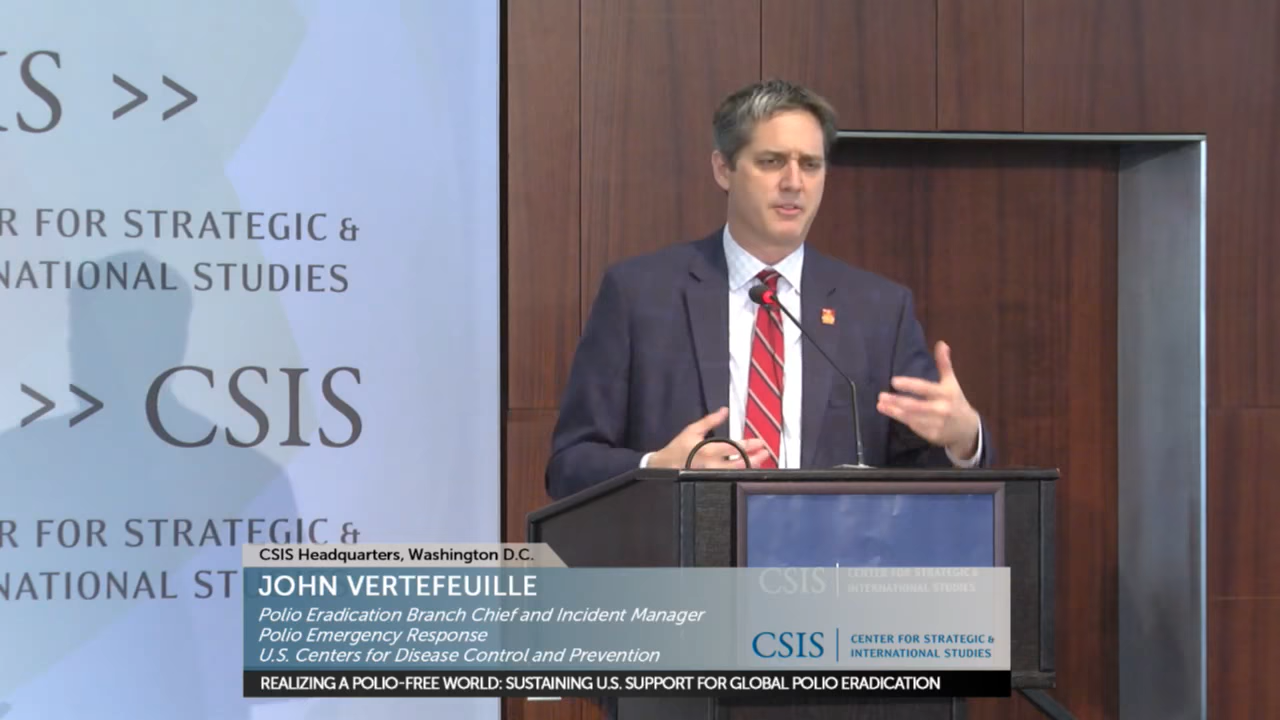 IS >>
R FOR STRATEGIC &
NATIONAL STUDIES
>> CSIS
R FOR STRATEGIC &
NATIONAL ST
CSIS Headquarters, Washington D.C.
JOHN VERTEFEUILLE
Polio Eradication Branch Chief and Incident Manager
Polio Emergency Response
U.S. Centers for Disease Control and Prevention
CSIS CENTER FOR STRATEGIC &
INTERNATIONAL STUDIES
CSIS CENTER FOR STRATEGIC &
INTERNATIONAL STUDIES
REALIZING A POLIO-FREE WORLD: SUSTAINING U.S. SUPPORT FOR GLOBAL POLIO ERADICATION